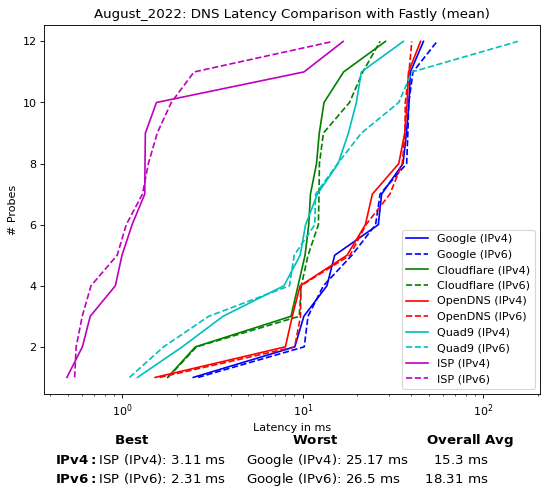 August_2022: DNS Latency Comparison with Fastly (mean)
12
10
8
6
4
2
# Probes
Google (IPv4)
Google (IPv6)
Cloudflare (IPv4)
Cloudflare (IPv6)
OpenDNS (IPv4)
OpenDNS (IPv6)
Quad9 (IPv4)
Quad9 (IPv6)
ISP (IPv4)
ISP (IPv6)
10⁰ 10¹ 10²
Latency in ms
Best Worst Overall Avg
IPv4: ISP (IPv4): 3.11 ms Google (IPv4): 25.17 ms 15.3 ms
IPv6: ISP (IPv6): 2.31 ms Google (IPv6): 26.5 ms 18.31 ms